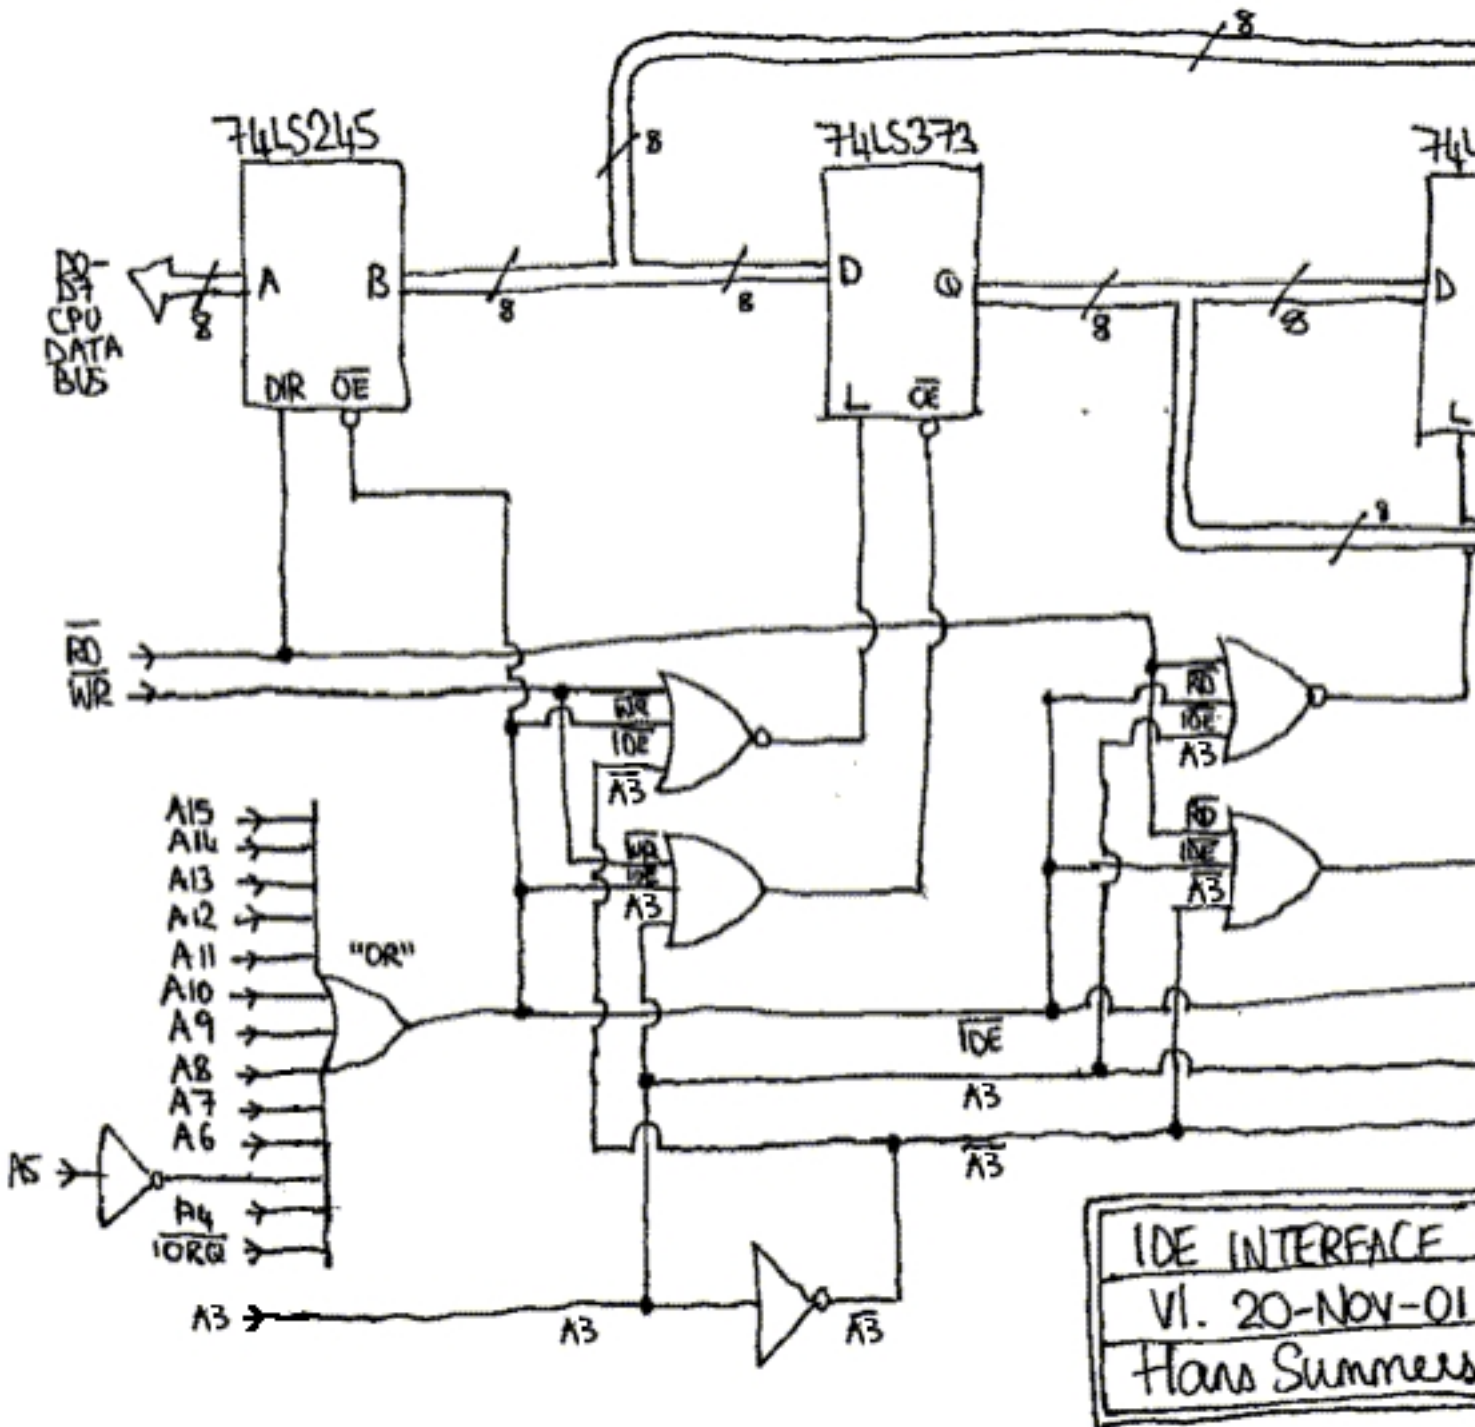 8
74LS245
8
74LS373
74L
D0-
D7
CPU
DATA
BUS
8
A
B
8
8
D
Q
8
8
D
DIR
OE
L
OE
L
8
RD
WR
WR
IDE
A3
RD
IDE
A3
WR
IDE
A3
RD
IDE
A3
A15
A14
A13
A12
A11
A10
A9
A8
A7
A6
A5
A4
IORQ
"OR"
IDE
A3
A3
A3
A3
A3
IDE INTERFACE
V1. 20-NOV-01
Hans Summers